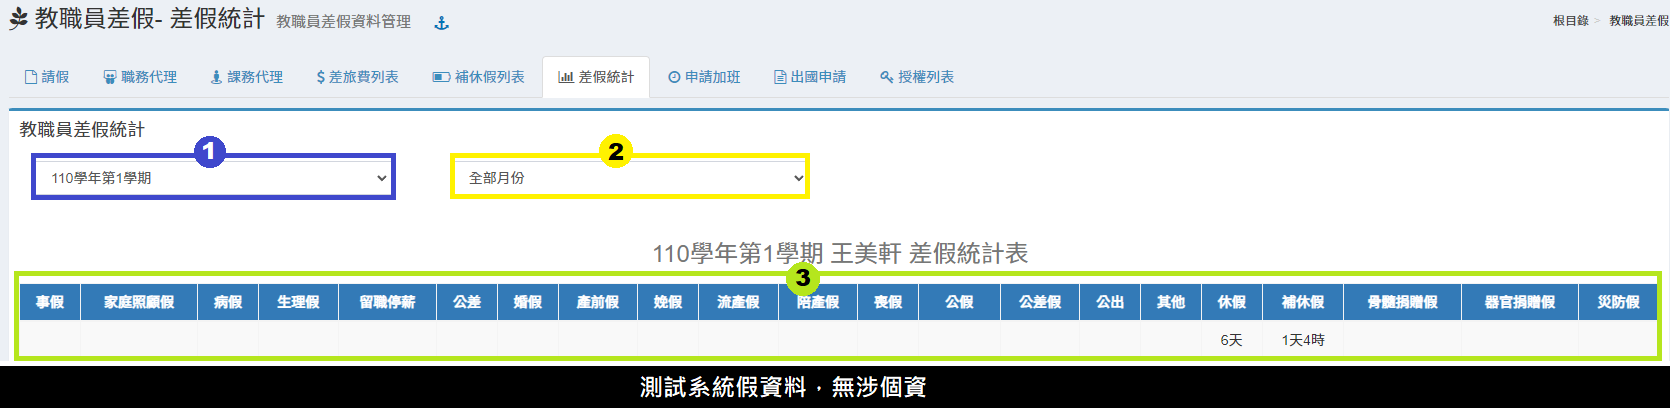 教職員差假- 差假統計 教職員差假資料管理
根目錄 > 教職員差假
請假 職務代理 課務代理 差旅費列表 補休假列表 差假統計 申請加班 出國申請 授權列表
教職員差假統計
1 2
110學年第1學期 全部月份
110學年第1學期 王美軒 差假統計表
3
事假 家庭照顧假 病假 生理假 留職停薪 公差 婚假 產前假 娩假 流產假 陪產假 喪假 公假 公差假 公出 其他 休假 補休假 骨髓捐贈假 器官捐贈假 災防假
6天 1天4時
測試系統假資料，無涉個資